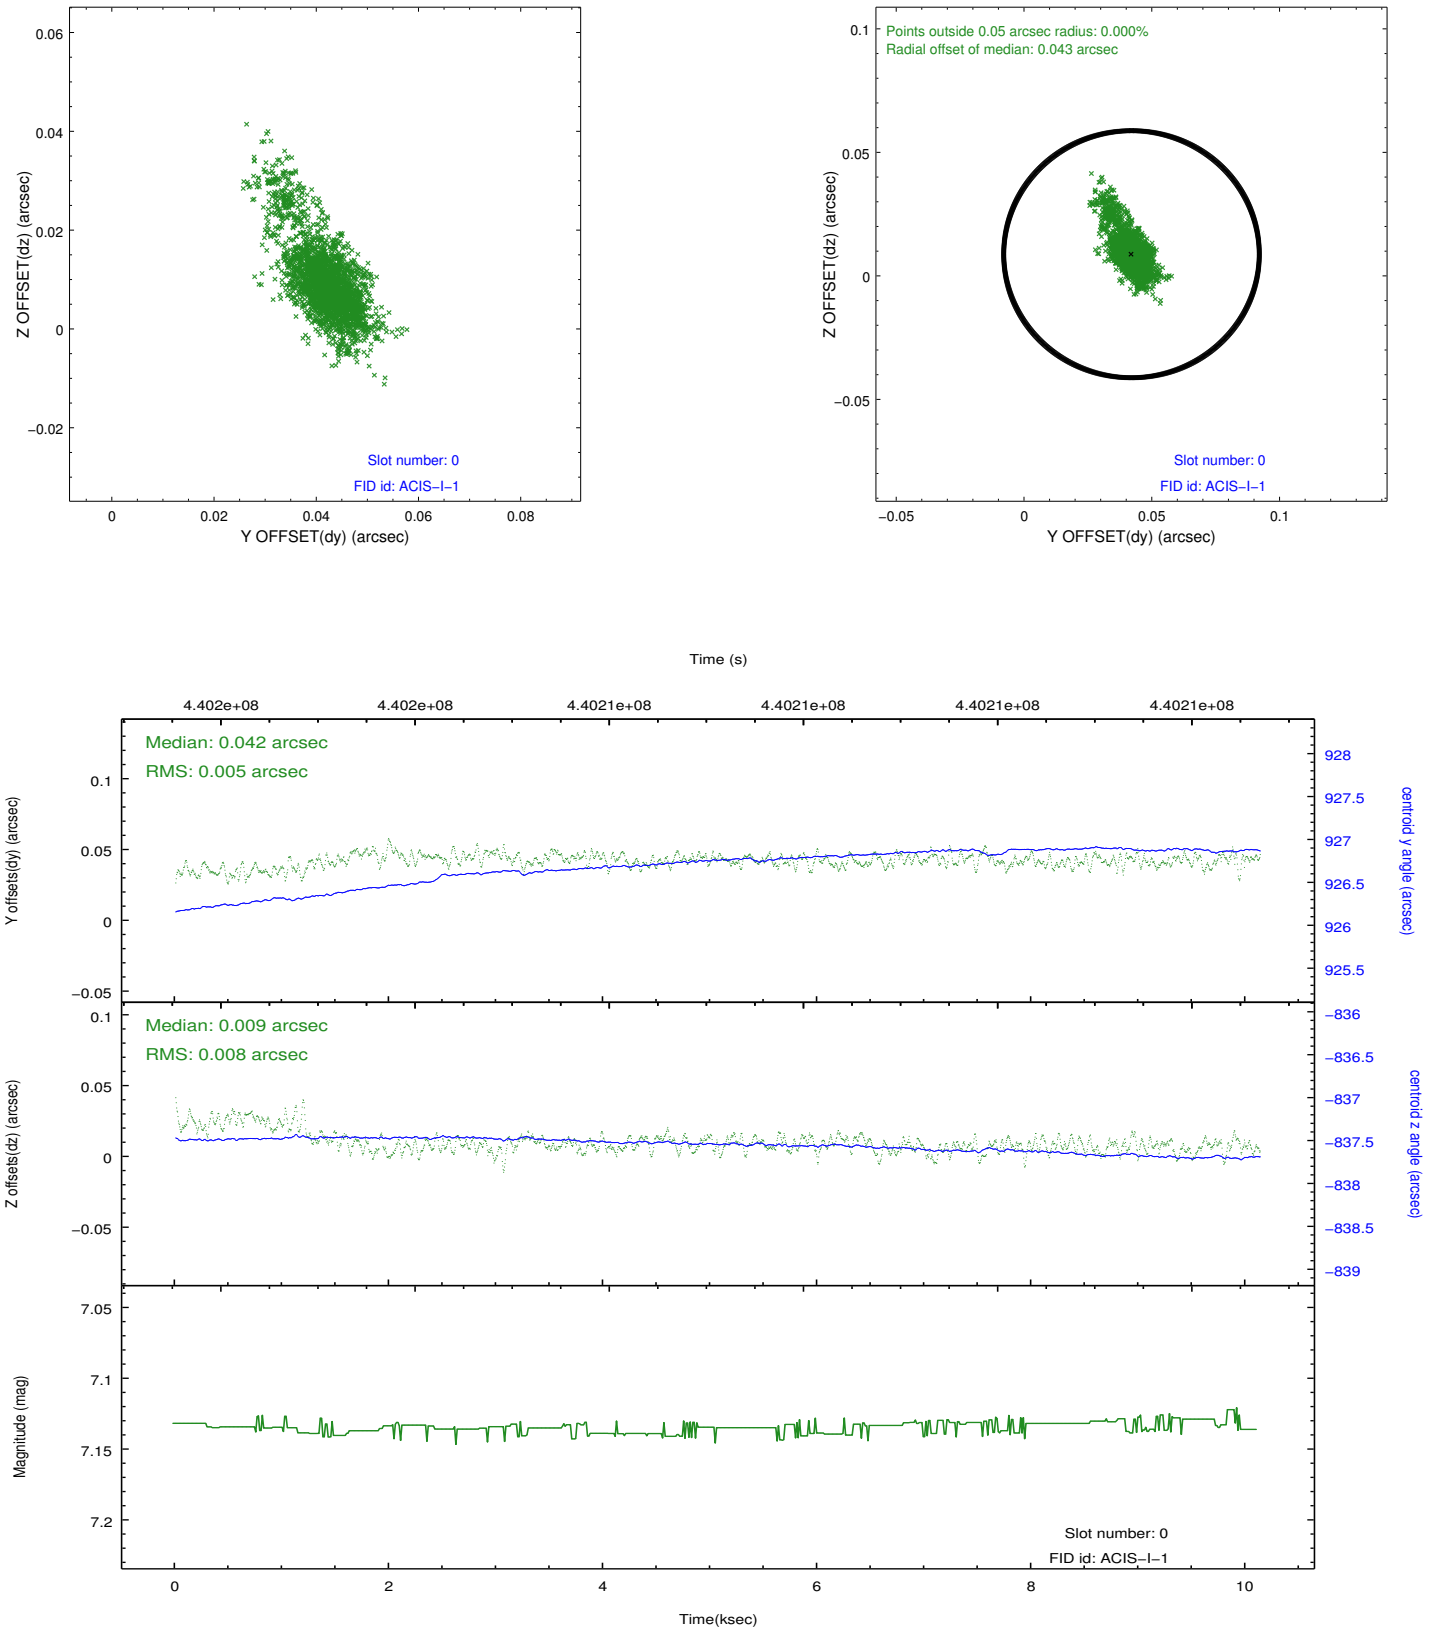 0.06
0.04
0.02
0
−0.02
Z OFFSET(dz) (arcsec)
Slot number: 0
FID id: ACIS−I−1
0 0.02 0.04 0.06 0.08
Y OFFSET(dy) (arcsec)
Points outside 0.05 arcsec radius: 0.000%
Radial offset of median: 0.043 arcsec
0.1
0.05
0
−0.05
Z OFFSET(dz) (arcsec)
Slot number: 0
FID id: ACIS−I−1
−0.05 0 0.05 0.1
Y OFFSET(dy) (arcsec)
Time (s)
4.402e+08 4.402e+08 4.4021e+08 4.4021e+08 4.4021e+08 4.4021e+08
Median: 0.042 arcsec
RMS: 0.005 arcsec
0.1
0.05
0
−0.05
Y offsets(dy) (arcsec)
928
927.5
927
926.5
926
925.5
centroid y angle (arcsec)
Median: 0.009 arcsec
RMS: 0.008 arcsec
0.1
0.05
0
−0.05
Z offsets(dz) (arcsec)
−836
−836.5
−837
−837.5
−838
−838.5
−839
centroid z angle (arcsec)
7.05
7.1
7.15
7.2
Magnitude (mag)
Slot number: 0
FID id: ACIS−I−1
0 2 4 6 8 10
Time(ksec)